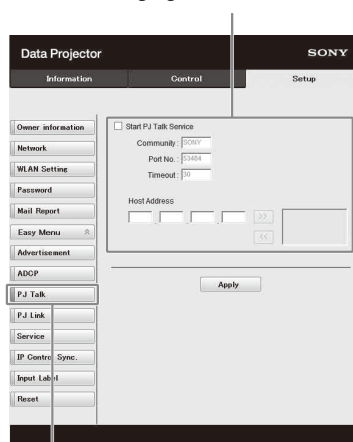 Data Projector
SONY
Information
Control
Setup
Owner information
Network
WLAN Setting
Password
Mail Report
Easy Menu
Advertisement
ADCP
PJ Talk
PJ Link
Service
IP Control Sync.
Input Label
Reset
Start PJ Talk Service
Community : SONY
Port No. : 53484
Timeout : 30
Host Address
>>
<<
Apply